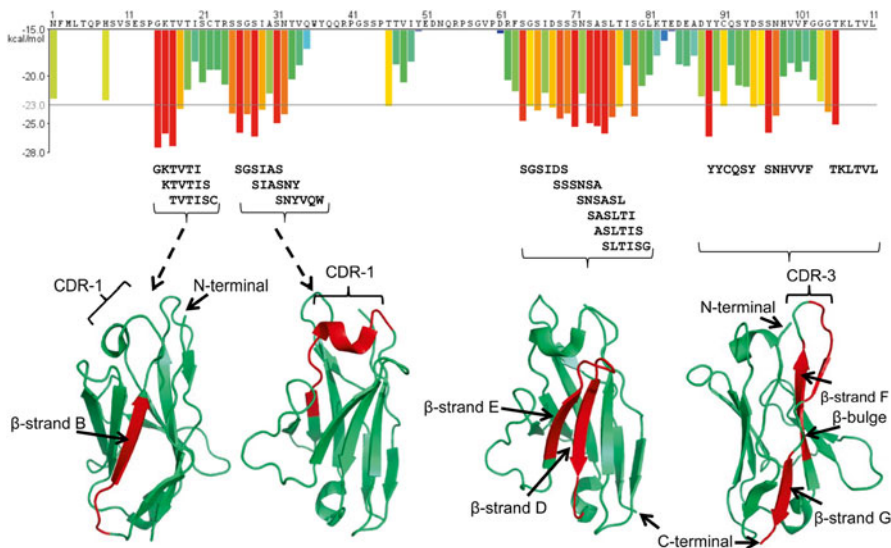 1 11 21 31 41 51 61 71 81 91 101 11
NFMLTQPHSVSESPGKTVTISCTRSSGSIASNYVQWYQQRPGSSPTTVIYEDNQRPSGVPDRFSGSIDSSSNSASLTISGLKTEDEADYYCQSYDSSNHVVFGGGTKLTVL
-15.0
kcal/mol
-20.0
-23.0
-25.0
-28.0
GKTVTI SGSIAS SGSIDS YYCQSY SNHVVF TKLTVL
KTVTIS SIASNY SSSNSA
TVTISC SNYVQW SNSASL
SASLTI
ASLTIS
SLTISG
CDR-1 N-terminal CDR-1 N-terminal CDR-3
β-strand B β-strand E β-strand F
β-bulge
β-strand D β-strand G
C-terminal